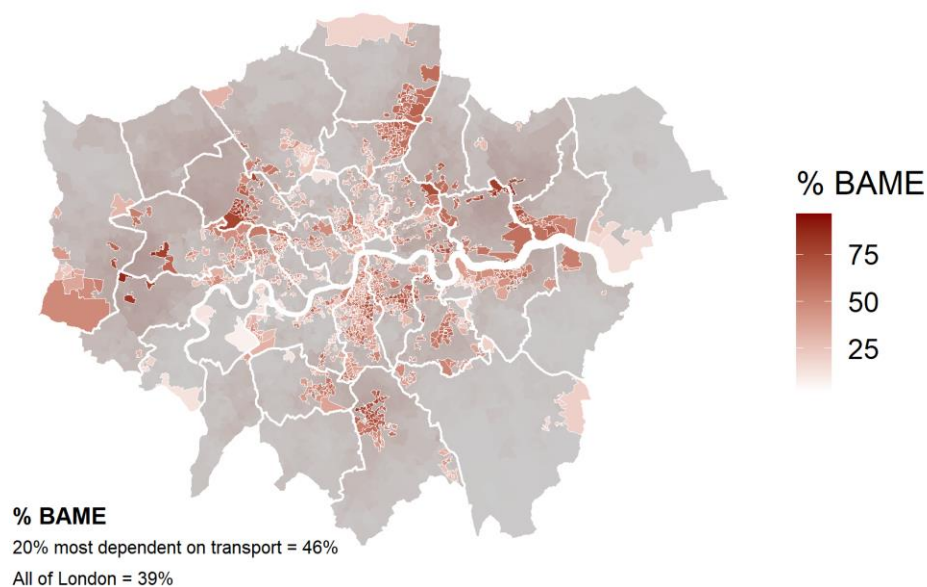 % BAME
75
50
25
% BAME
20% most dependent on transport = 46%
All of London = 39%